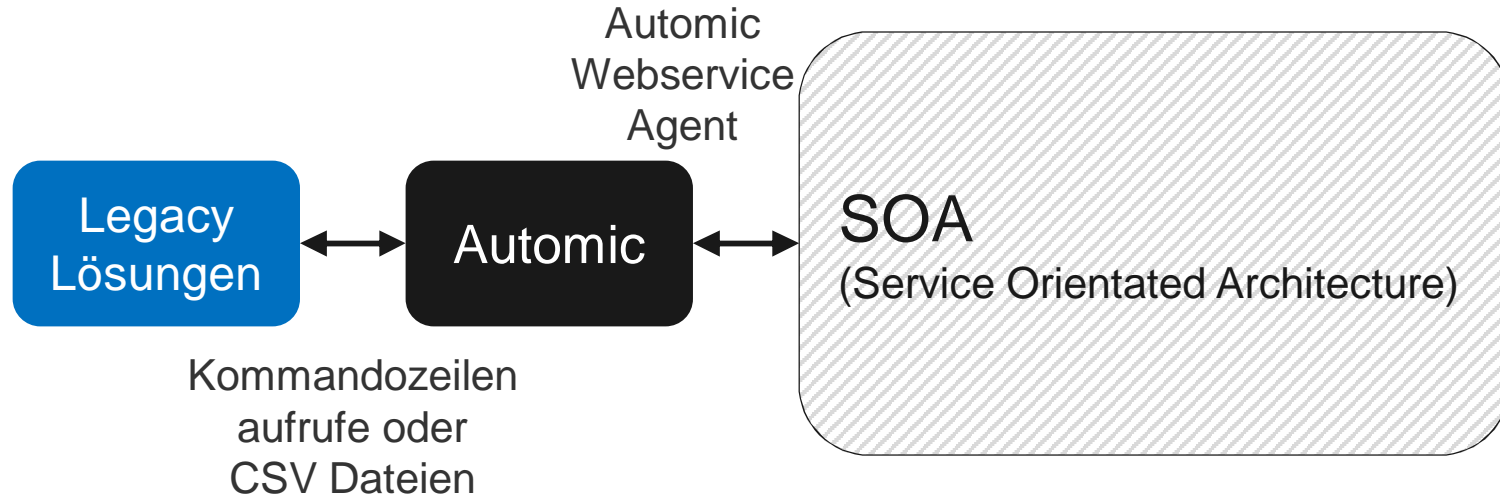 Automic
Webservice
Agent
Legacy
Lösungen
Automic
SOA
(Service Orientated Architecture)
Kommandozeilen
aufrufe oder
CSV Dateien